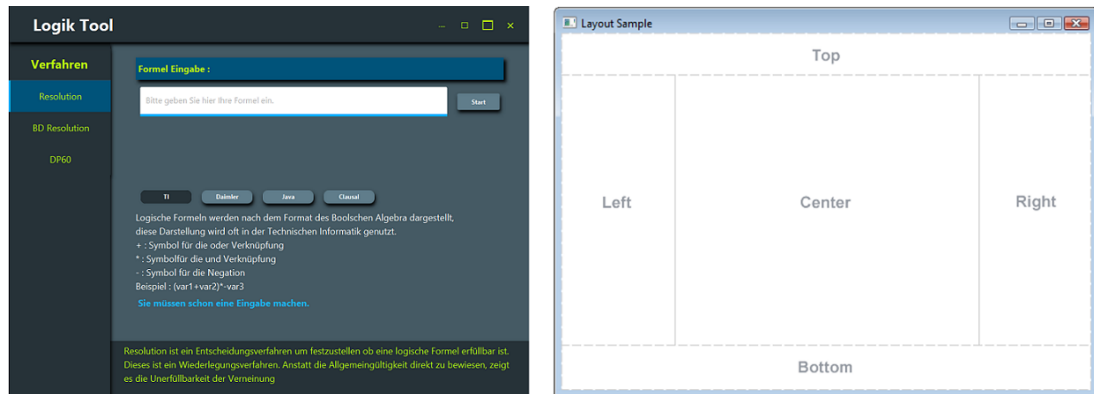 Logik Tool
Verfahren
Resolution
BD Resolution
DP60
Formel Eingabe :
Bitte geben Sie hier Ihre Formel ein.
Start
TI
Daimler
Java
Clausal
Logische Formeln werden nach dem Format des Boolschen Algebra dargestellt,
diese Darstellung wird oft in der Technischen Informatik genutzt.
+ : Symbol für die oder Verknüpfung
* : Symbolfür die und Verknüpfung
- : Symbol für die Negation
Beispiel : (var1+var2)*-var3
Sie müssen schon eine Eingabe machen.
Resolution ist ein Entscheidungsverfahren um festzustellen ob eine logische Formel erfüllbar ist.
Dieses ist ein Wiederlegungsverfahren. Anstatt die Allgemeingültigkeit direkt zu bewiesen, zeigt
es die Unerfüllbarkeit der Verneinung
Layout Sample
Top
Left
Center
Right
Bottom